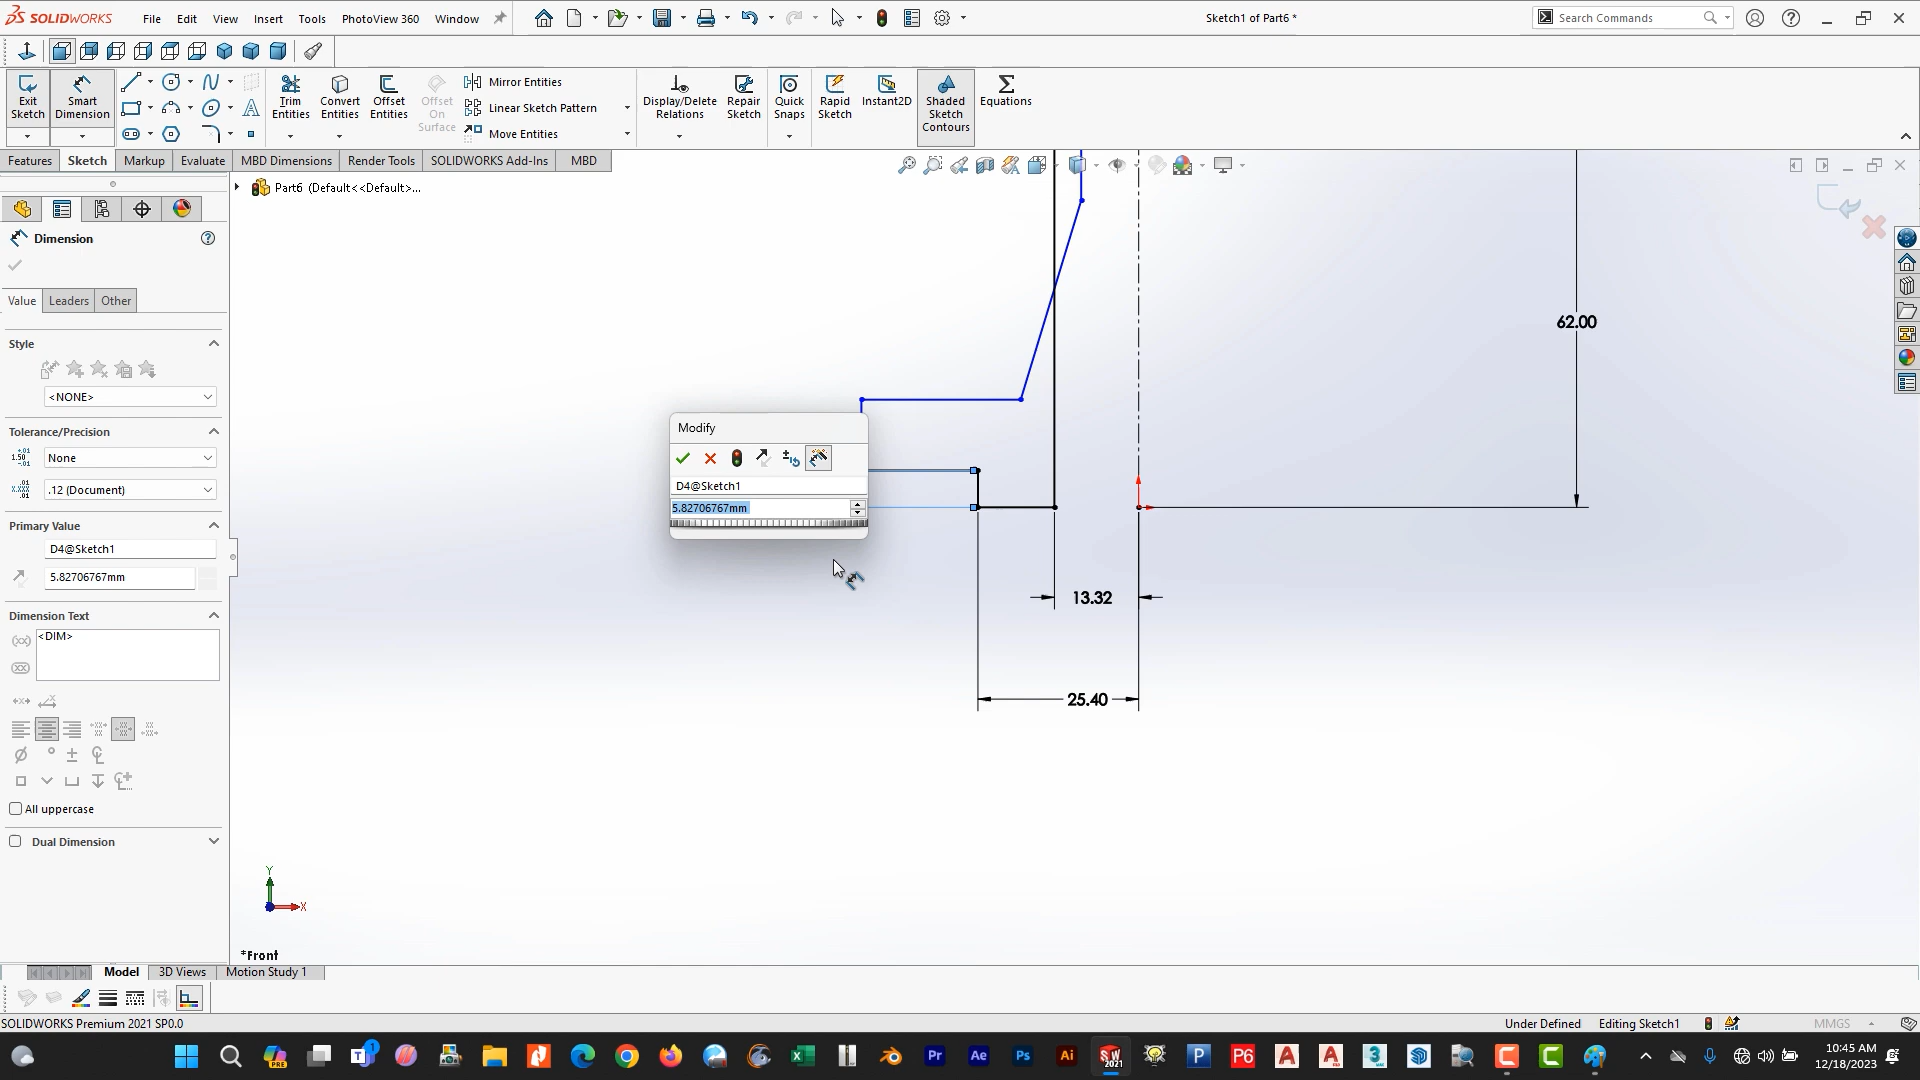 SOLIDWORKS File Edit View Insert Tools PhotoView 360 Window Sketch1 of Part6 * Search Commands
Exit Sketch
Smart Dimension
Trim Entities
Convert Entities
Offset Entities
Offset On Surface
Mirror Entities
Linear Sketch Pattern
Move Entities
Display/Delete Relations
Repair Sketch
Quick Snaps
Rapid Sketch
Instant2D
Shaded Sketch Contours
Equations
Features Sketch Markup Evaluate MBD Dimensions Render Tools SOLIDWORKS Add-Ins MBD
Part6 (Default<<Default>...
Dimension
Value Leaders Other
Style
<NONE>
Tolerance/Precision
None
.12 (Document)
Primary Value
D4@Sketch1
5.82706767mm
Dimension Text
<DIM>
All uppercase
Dual Dimension
Modify
D4@Sketch1
5.82706767mm
62.00
13.32
25.40
Y
X
*Front
Model 3D Views Motion Study 1
SOLIDWORKS Premium 2021 SP0.0 Under Defined Editing Sketch1 MMGS
10:45 AM
12/18/2023